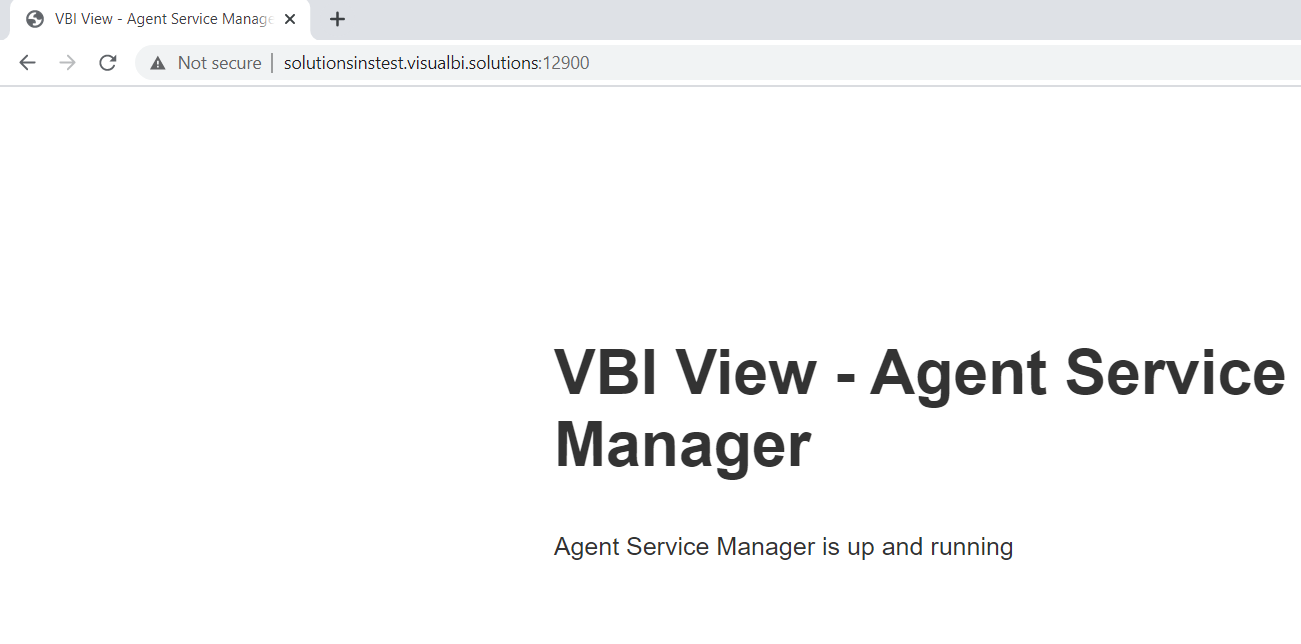 VBI View - Agent Service Manage
Not secure | solutionsinstest.visualbi.solutions:12900
VBI View - Agent Service
Manager
Agent Service Manager is up and running